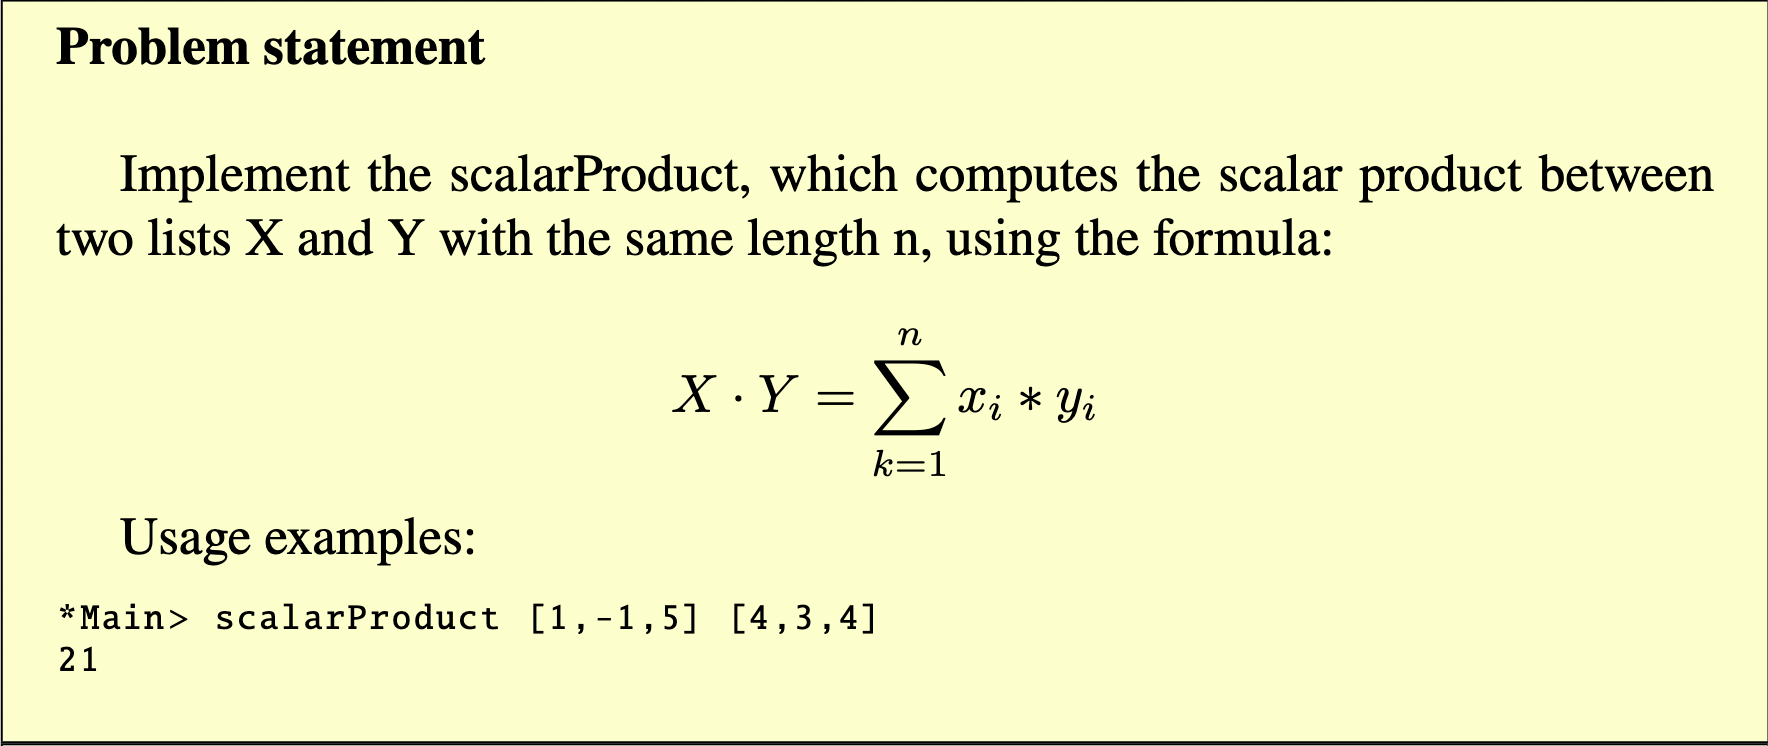 Problem statement
Implement the scalarProduct, which computes the scalar product between
two lists X and Y with the same length n, using the formula:
$X \cdot Y = \sum_{k=1}^{n} x_i * y_i$
Usage examples:
*Main> scalarProduct [1,-1,5] [4,3,4]
21